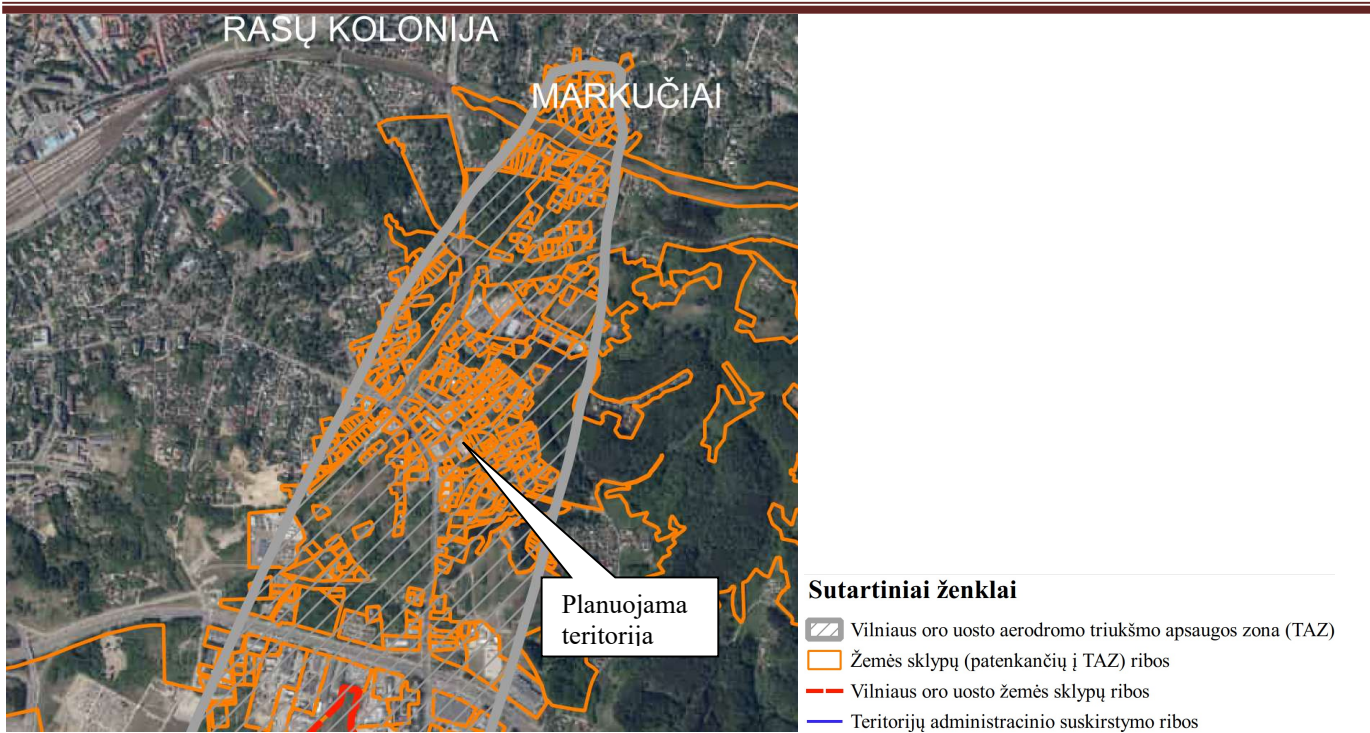 RASŲ KOLONIJA
MARKUČIAI
Planuojama
teritorija
Sutartiniai ženklai
Vilniaus oro uosto aerodromo triukšmo apsaugos zona (TAZ)
Žemės sklypų (patenkančių į TAZ) ribos
Vilniaus oro uosto žemės sklypų ribos
Teritorijų administracinio suskirstymo ribos